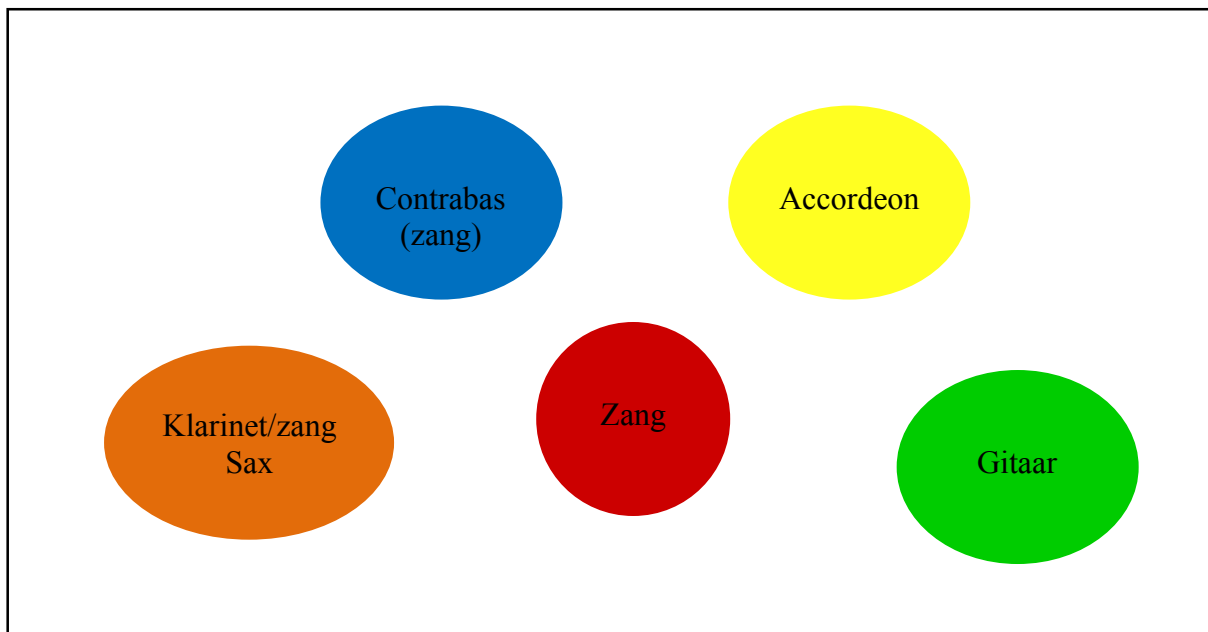 Contrabas
(zang)
Accordeon
Klarinet/zang
Sax
Zang
Gitaar